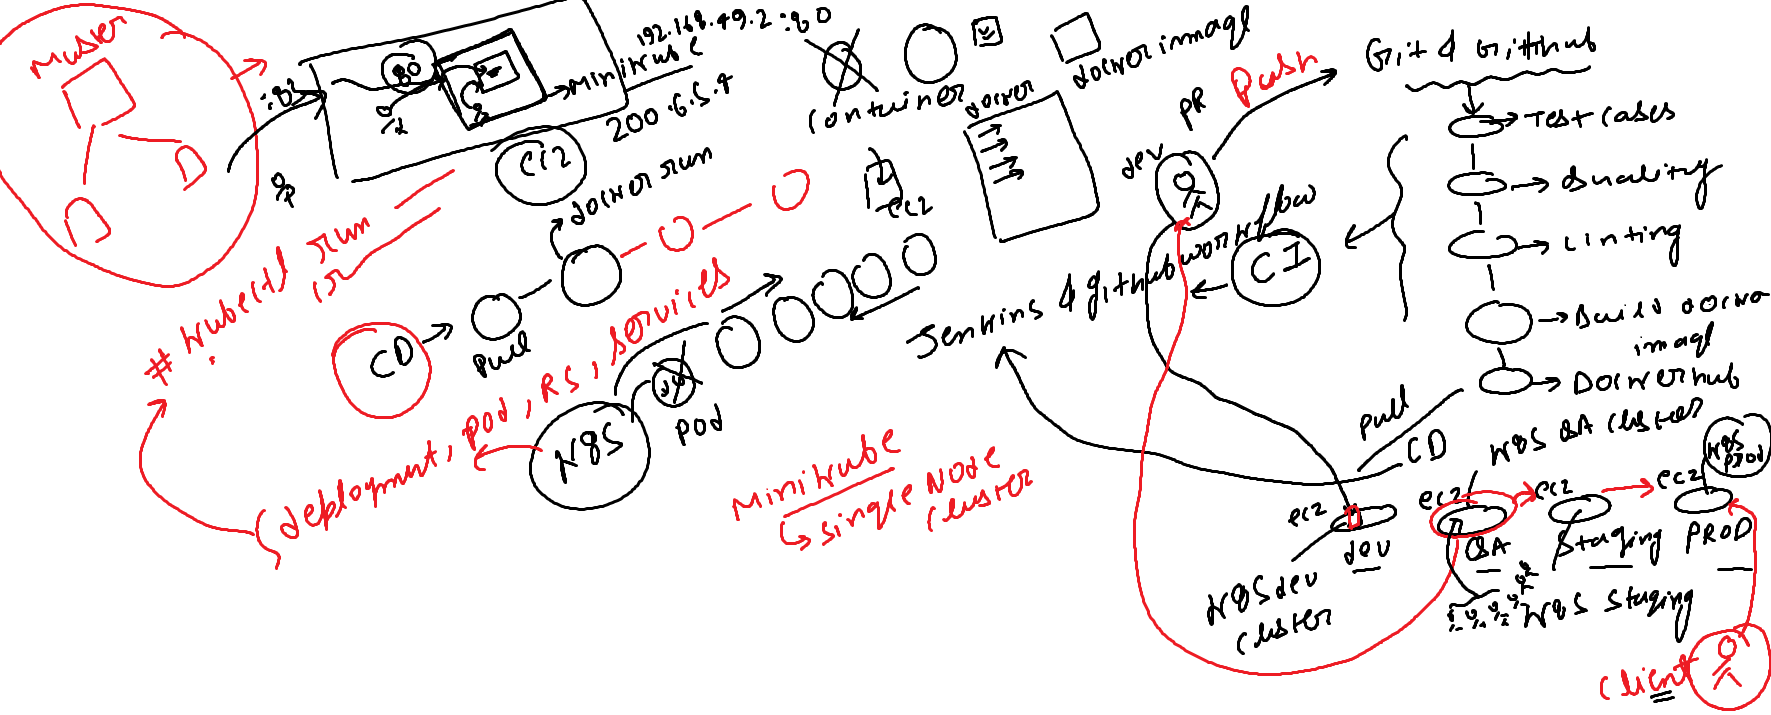 Master
:83
80
192.168.49.2:80
Minikube
200.6.5.4
EC2
# kubectl run
docker run
CD
Pull
deployment, pod, RS, services
K8S
pod
Container
docker
docker image
ec2
Minikube
single Node
cluster
dev
PR
Push
Git & Github
Test cases
Quality
Linting
Build docker
image
Dockerhub
CI
Jenkins & github workflow
pull
CD
K8S QA cluster
K8S
prod
ec2
dev
ec2
QA
ec2
Staging
ec2
PROD
K8S dev
cluster
K8S Staging
client